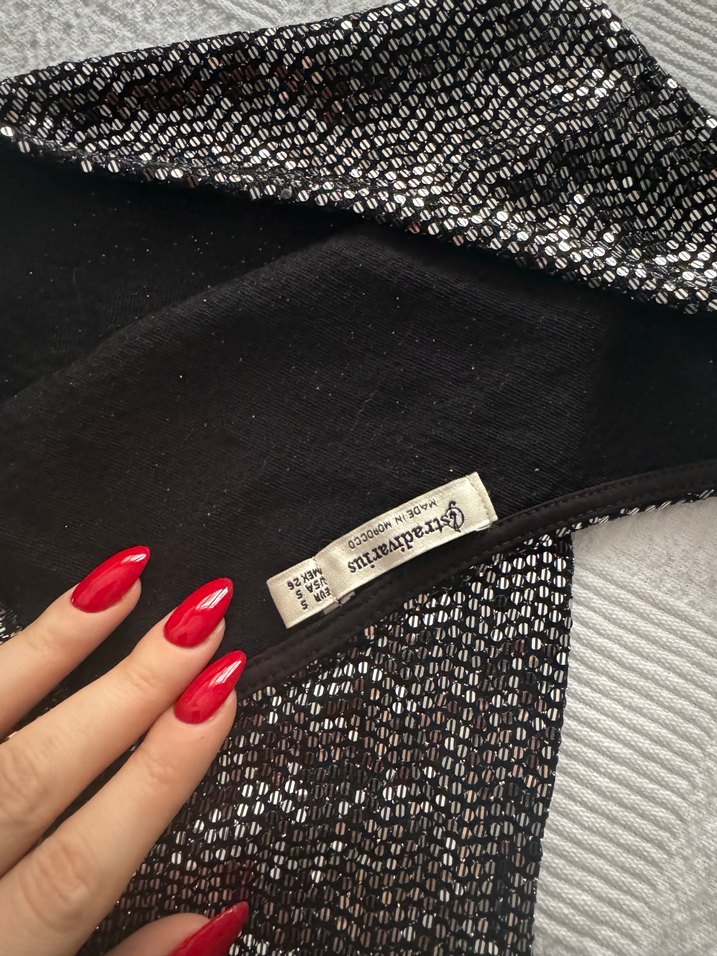 stradivarius
MADE IN MOROCCO
EUR S
USA S
MEX 26